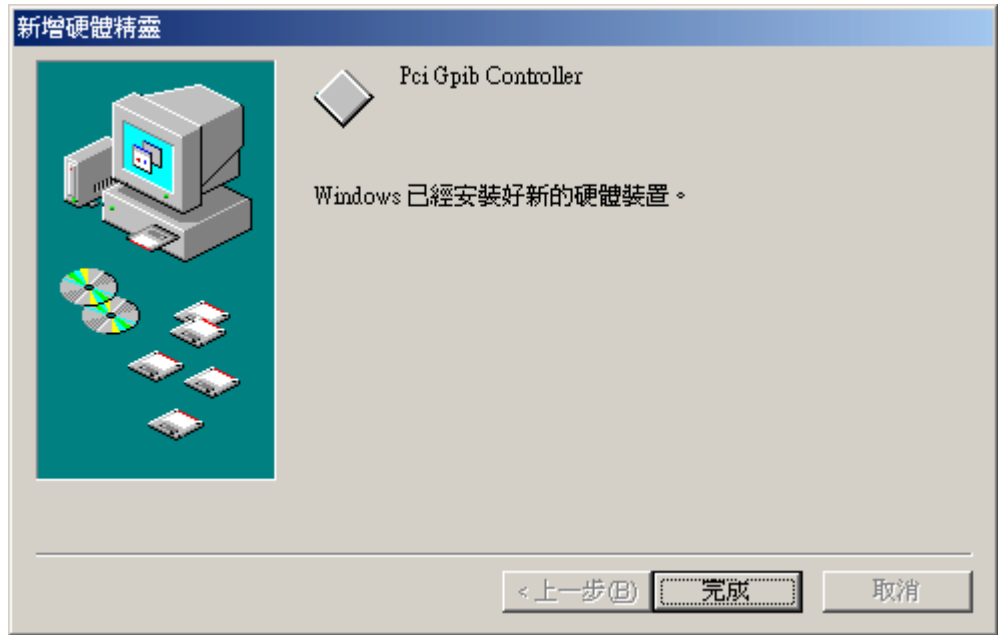 新增硬體精靈
Pci Gpib Controller
Windows 已經安裝好新的硬體裝置。
< 上一步(B)
完成
取消